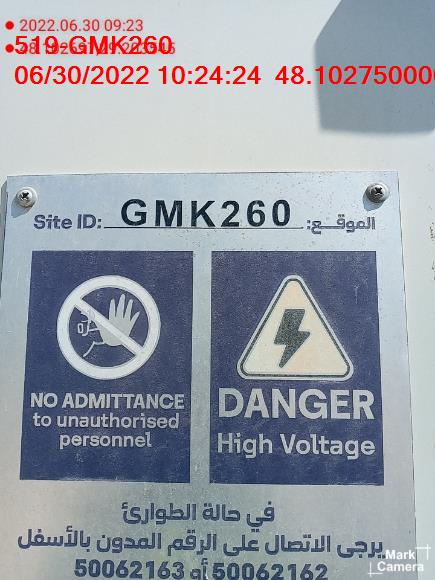 2022.06.30 09:23
519-GMK260
06/30/2022 10:24:24 48.10275000
Site ID: GMK260 الموقع:
NO ADMITTANCE
to unauthorised
personnel
DANGER
High Voltage
في حالة الطوارئ
يرجى الاتصال على الرقم المدون بالأسفل
50062162 أو 50062163
Mark
Camera